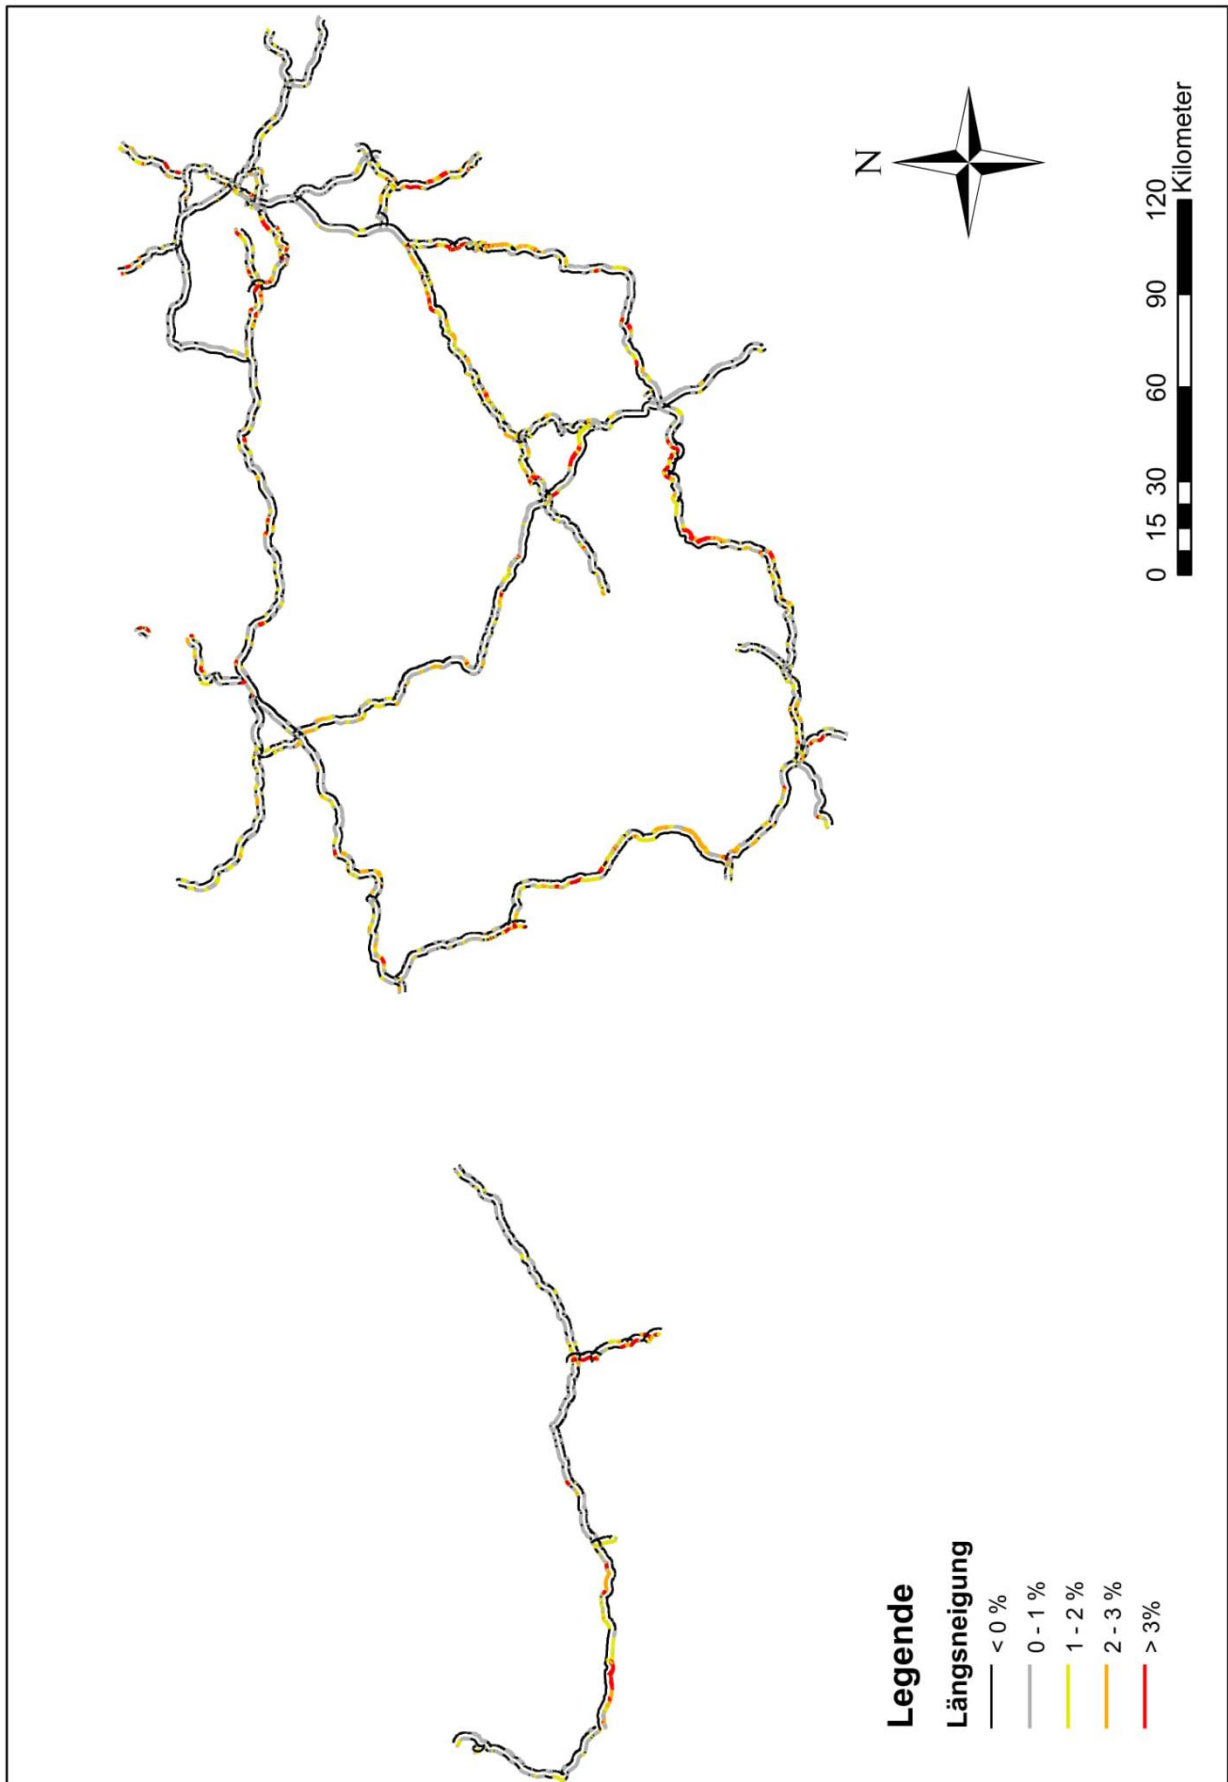 N
0 15 30 60 90 120
Kilometer
Legende
Längsneigung
< 0 %
0 - 1 %
1 - 2 %
2 - 3 %
> 3%